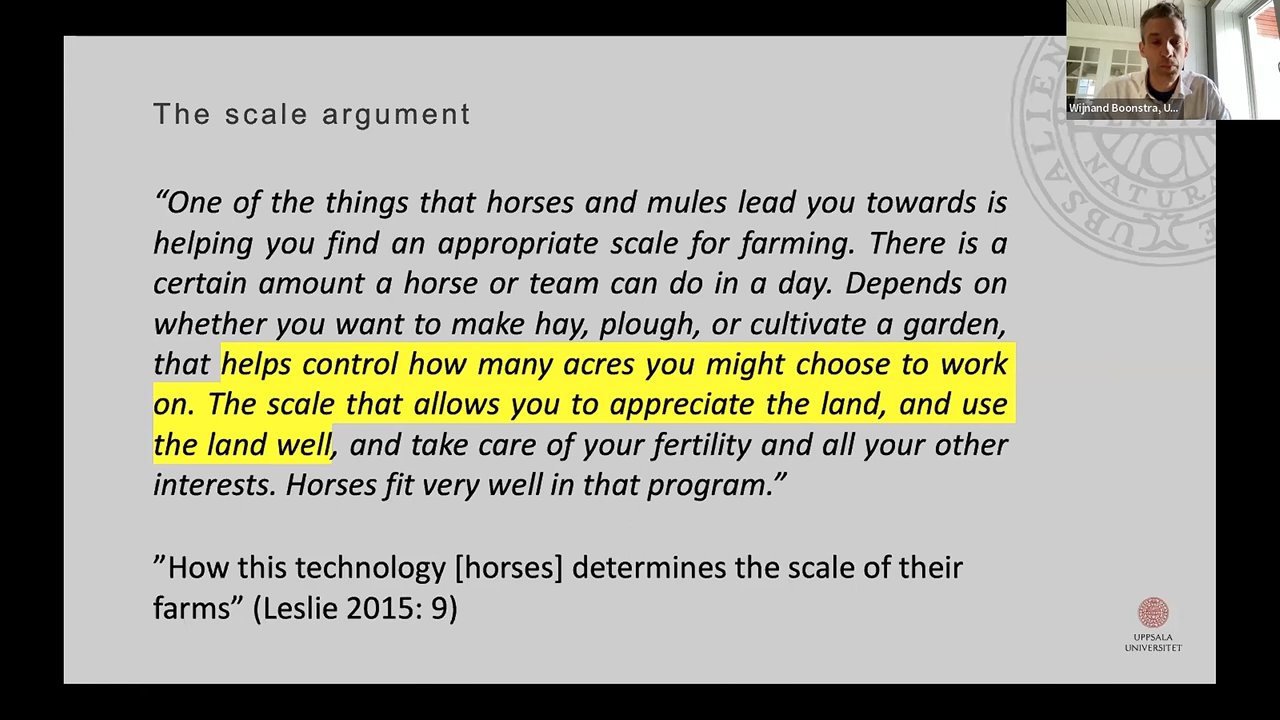 The scale argument
“One of the things that horses and mules lead you towards is
helping you find an appropriate scale for farming. There is a
certain amount a horse or team can do in a day. Depends on
whether you want to make hay, plough, or cultivate a garden,
that helps control how many acres you might choose to work
on. The scale that allows you to appreciate the land, and use
the land well, and take care of your fertility and all your other
interests. Horses fit very well in that program.”
”How this technology [horses] determines the scale of their
farms” (Leslie 2015: 9)
Wijnand Boonstra, U...
UPPSALA
UNIVERSITET